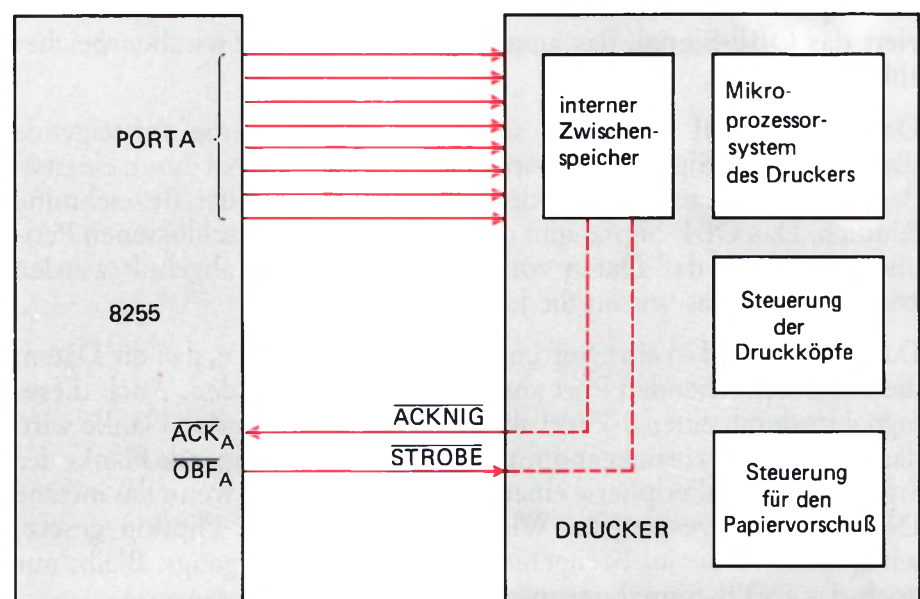 PORTA
8255
ACK_A
OBF_A
ACKNIG
STROBE
DRUCKER
interner
Zwischen-
speicher
Mikro-
prozessor-
system
des Druckers
Steuerung
der
Druckköpfe
Steuerung
für den
Papiervorschuß